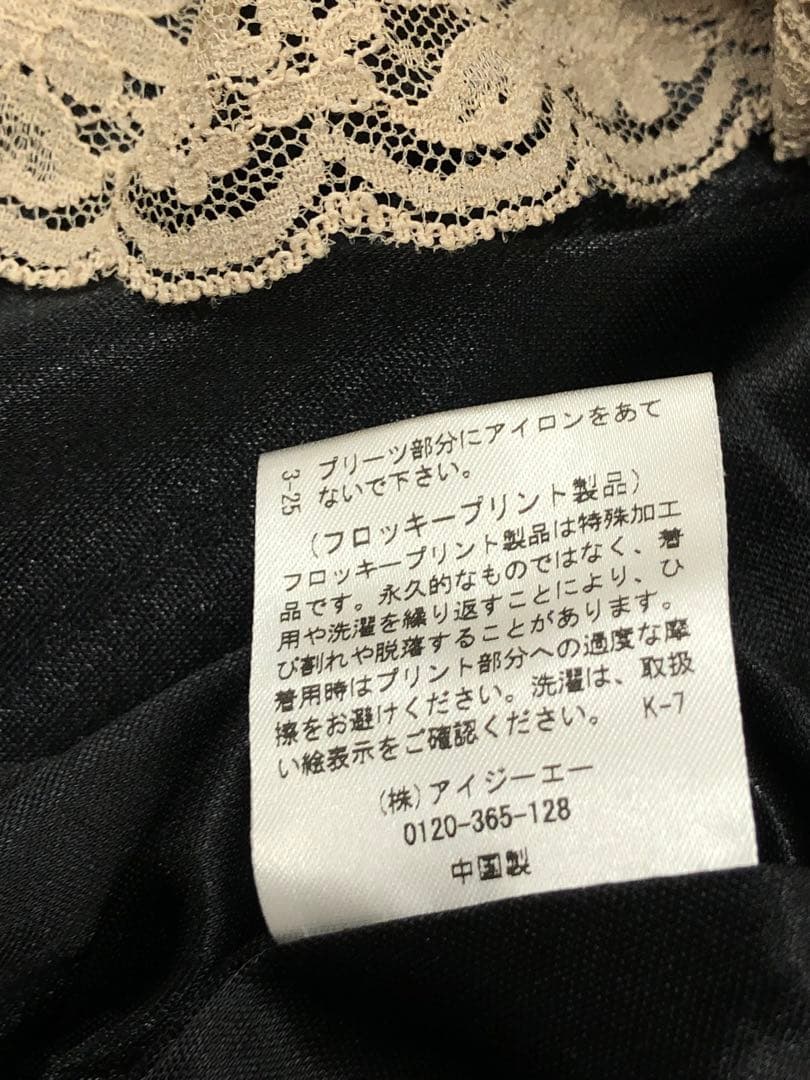 3-25
プリーツ部分にアイロンをあて
ないで下さい。
(フロッキープリント製品)
フロッキープリント製品は特殊加工
品です。永久的なものではなく、着
用や洗濯を繰り返すことにより、ひ
び割れや脱落することがあります。
着用時はプリント部分への過度な摩
擦をお避けください。洗濯は、取扱
い絵表示をご確認ください。 K-7
(株)アイジーエー
0120-365-128
中国製